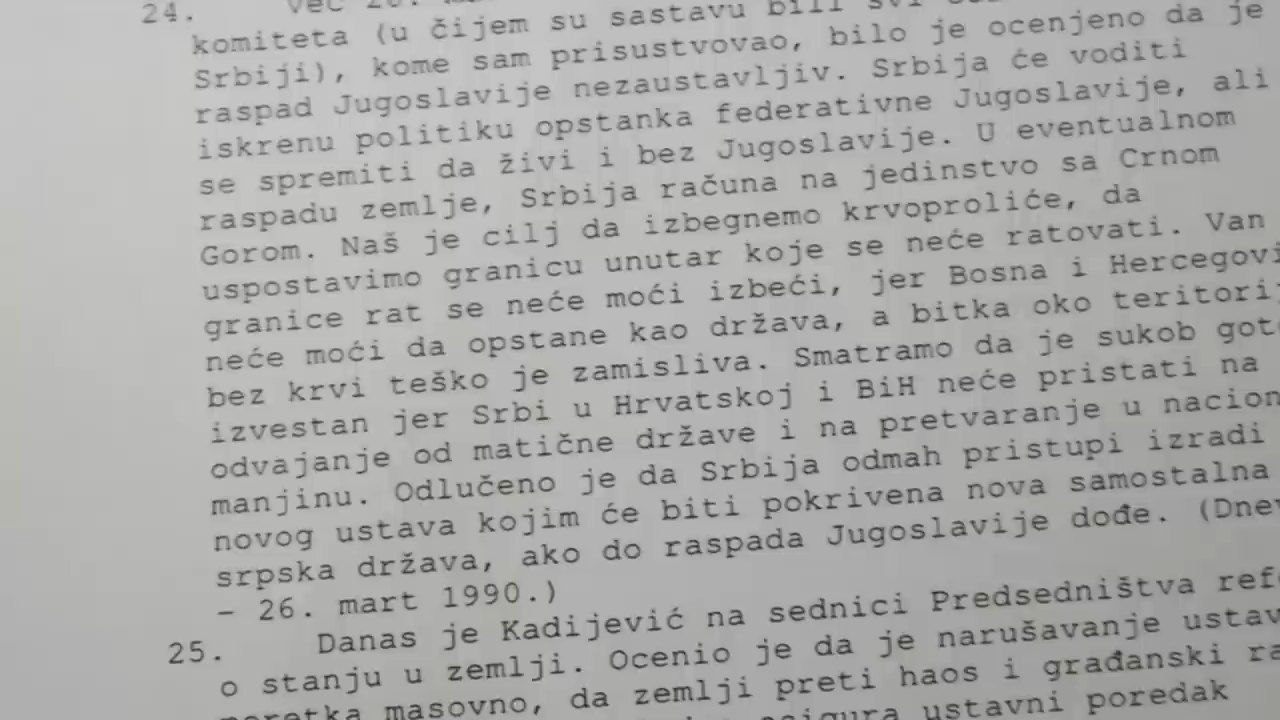 24.
komiteta (u čijem su sastavu bili svi
Srbiji), kome sam prisustvovao, bilo je ocenjeno da je
raspad Jugoslavije nezaustavljiv. Srbija će voditi
iskrenu politiku opstanka federativne Jugoslavije, ali
se spremiti da živi i bez Jugoslavije. U eventualnom
raspadu zemlje, Srbija računa na jedinstvo sa Crnom
Gorom. Naš je cilj da izbegnemo krvoproliće, da
uspostavimo granicu unutar koje se neće ratovati. Van
granice rat se neće moći izbeći, jer Bosna i Hercegovi
neće moći da opstane kao država, a bitka oko teritori
bez krvi teško je zamisliva. Smatramo da je sukob goto
izvestan jer Srbi u Hrvatskoj i BiH neće pristati na
odvajanje od matične države i na pretvaranje u nacion
manjinu. Odlučeno je da Srbija odmah pristupi izradi
novog ustava kojim će biti pokrivena nova samostalna
srpska država, ako do raspada Jugoslavije dođe. (Dnev
– 26. mart 1990.)
25. Danas je Kadijević na sednici Predsedništva refe
o stanju u zemlji. Ocenio je da je narušavanje ustav
masovno, da zemlji preti haos i građanski ra
ustavni poredak